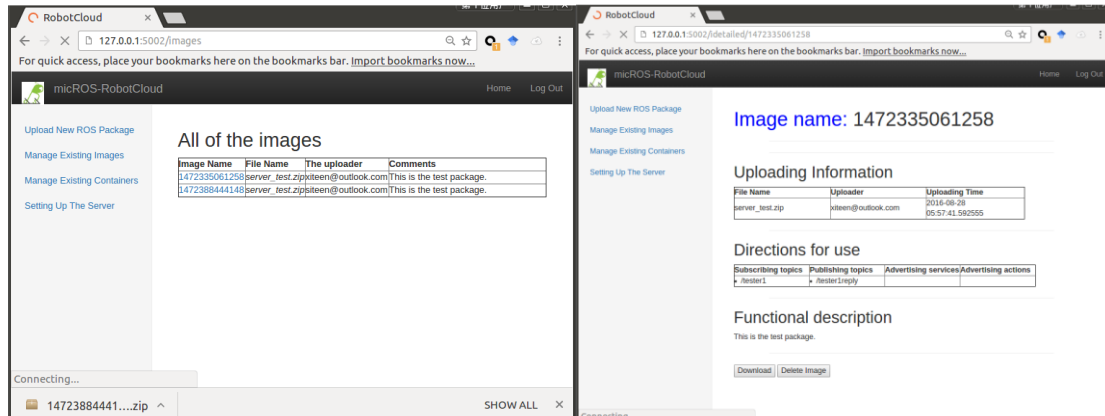 RobotCloud ×
127.0.0.1:5002/images
For quick access, place your bookmarks here on the bookmarks bar. Import bookmarks now...
micROS-RobotCloud Home Log Out
Upload New ROS Package
Manage Existing Images
Manage Existing Containers
Setting Up The Server
All of the images
Image Name File Name The uploader Comments
1472335061258 server_test.zip xiteen@outlook.com This is the test package.
1472388444148 server_test.zip siteen@outlook.com This is the test package.
Connecting...
14723884441....zip SHOW ALL ×
RobotCloud ×
127.0.0.1:5002/idetailed/1472335061258
For quick access, place your bookmarks here on the bookmarks bar. Import bookmarks now...
micROS-RobotCloud Home Log Out
Upload New ROS Package
Manage Existing Images
Manage Existing Containers
Setting Up The Server
Image name: 1472335061258
Uploading Information
File Name Uploader Uploading Time
server_test.zip xiteen@outlook.com 2016-08-28
05:57:41.592555
Directions for use
Subscribing topics Publishing topics Advertising services Advertising actions
• /tester1 • /tester1reply
Functional description
This is the test package.
Download Delete Image
Connecting